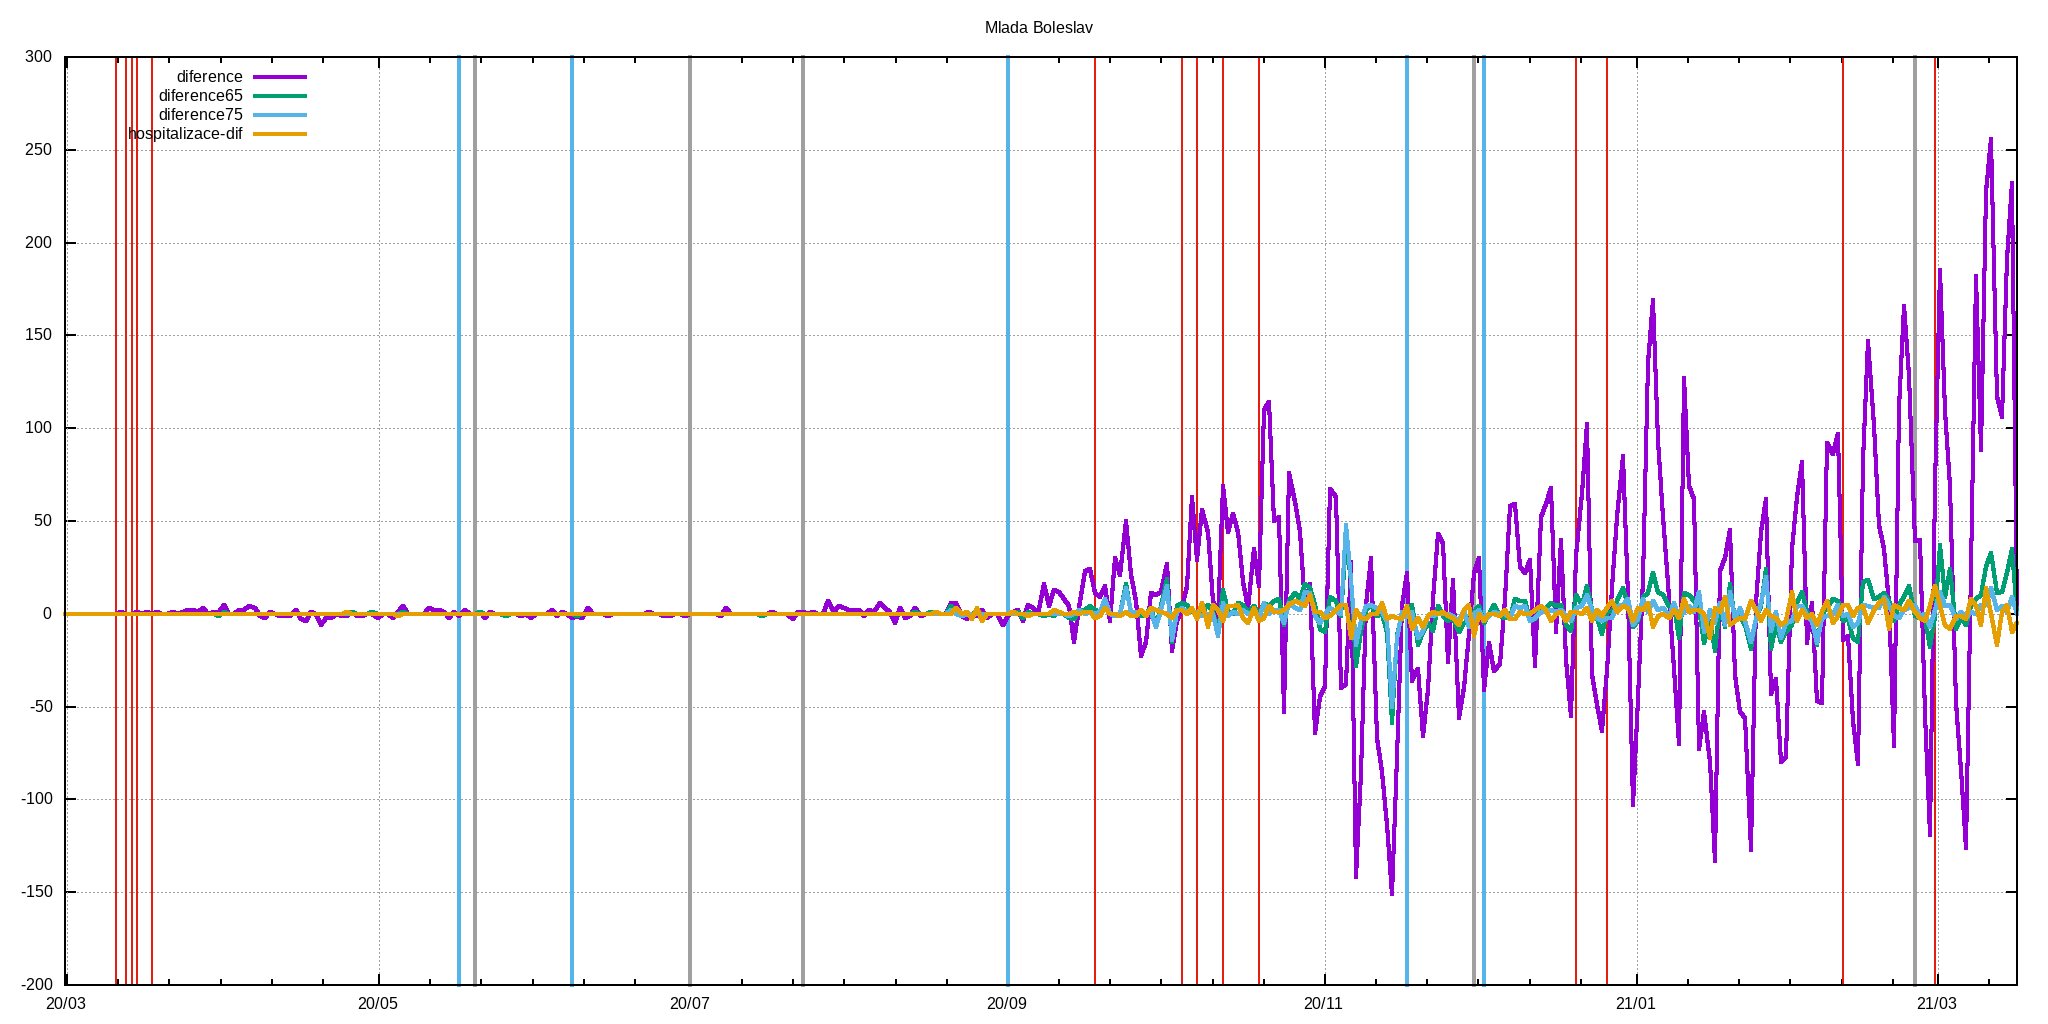 Mlada Boleslav
300
250
200
150
100
50
0
-50
-100
-150
-200
diference
diference65
diference75
hospitalizace-dif
20/03 20/05 20/07 20/09 20/11 21/01 21/03